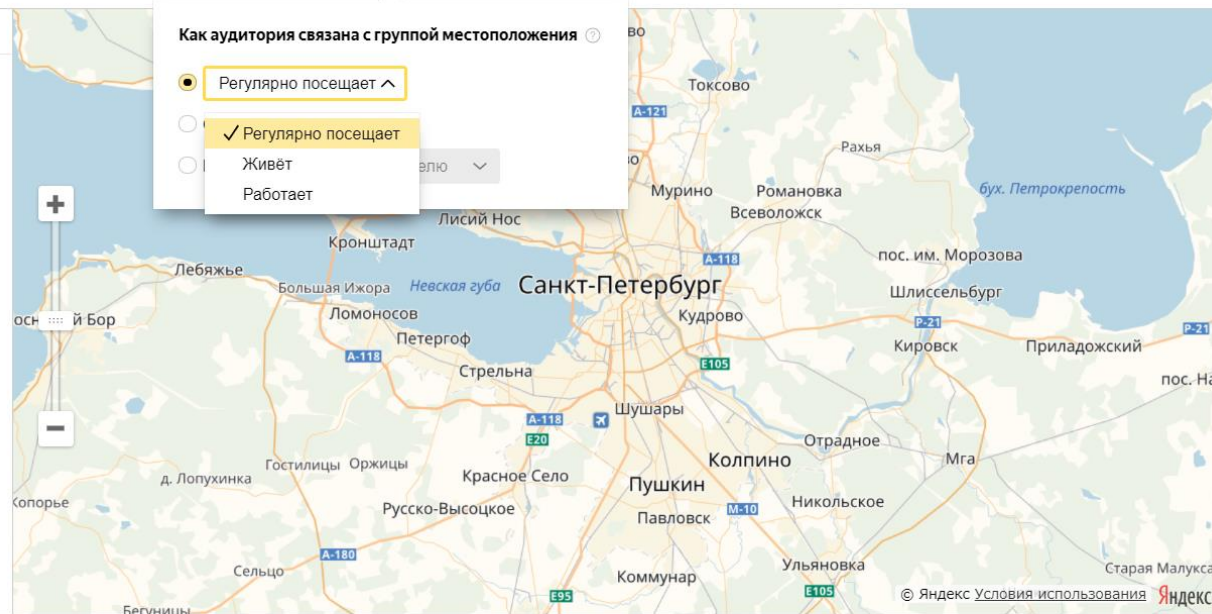 Как аудитория связана с группой местоположения
Регулярно посещает
Регулярно посещает
Живёт
Работает
Токсово
А-121
Рахья
Мурино
Романовка
бух. Петрокрепость
Всеволожск
Лисий Нос
Кронштадт
А-118
пос. им. Морозова
Лебяжье
Большая Ижора
Невская губа
Санкт-Петербург
Шлиссельбург
Ломоносов
Кудрово
й Бор
Р-21
Р-21
Петергоф
Кировск
Приладожский
А-118
Е105
Стрельна
пос. На
Шушары
А-118
Е20
Отрадное
Колпино
Мга
Гостилицы
Оржицы
Красное Село
д. Лопухинка
Пушкин
Копорье
Русско-Высоцкое
М-10
Никольское
Павловск
А-180
Ульяновка
Сельцо
Коммунар
Старая Малукса
Е95
Е105
© Яндекс Условия использования
Яндекс
Бегуницы